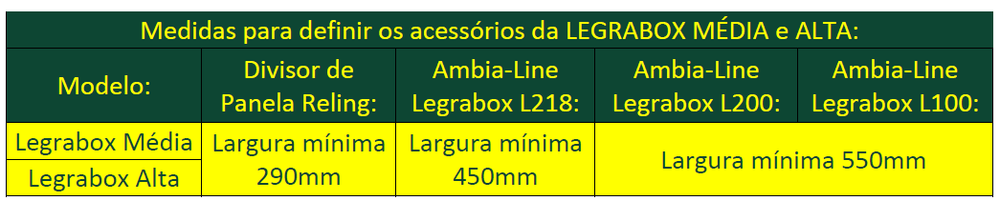 Medidas para definir os acessórios da LEGRABOX MÉDIA e ALTA:
Modelo:
Divisor de
Panela Reling:
Ambia-Line
Legrabox L218:
Ambia-Line
Legrabox L200:
Ambia-Line
Legrabox L100:
Legrabox Média
Legrabox Alta
Largura mínima
290mm
Largura mínima
450mm
Largura mínima 550mm